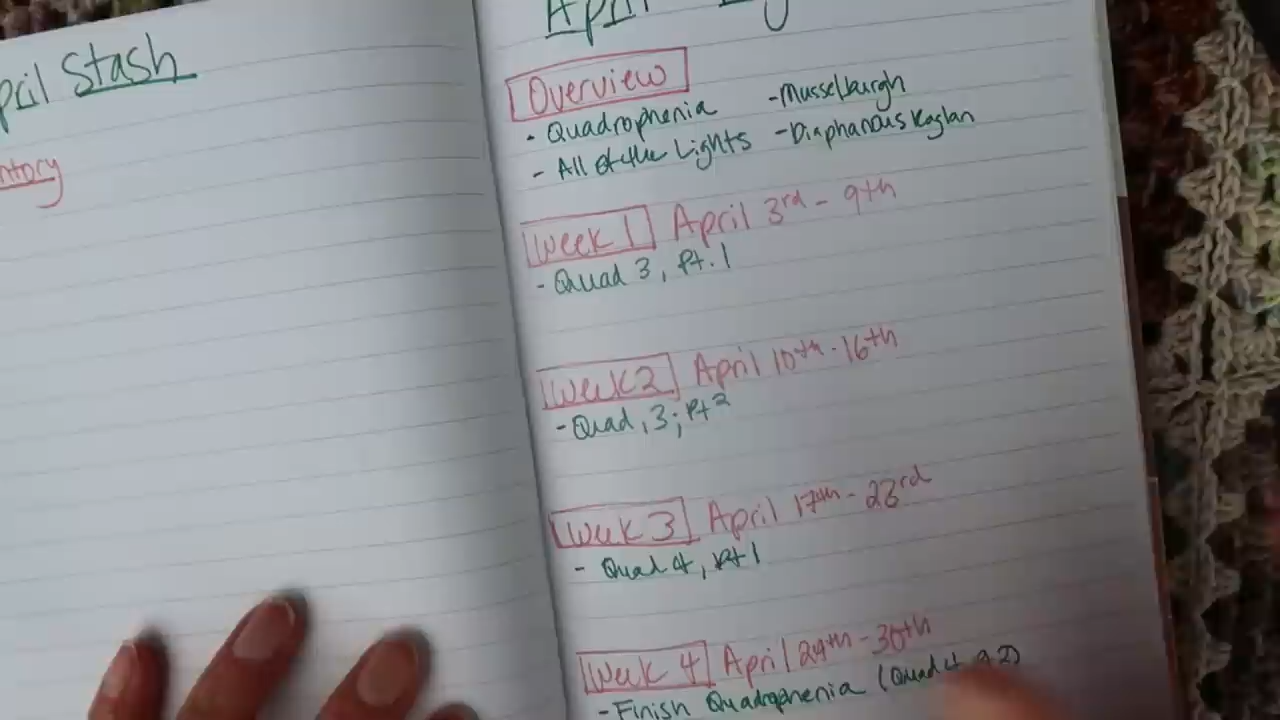 Stash
April
Overview
- Quadrophenia - Musselburgh
- All of the Lights - Diaphanous Raglan
Week 1 April 3rd - 9th
- Quad 3, Pt. 1
Week 2 April 10th - 16th
- Quad, 3; Pt 2
Week 3 April 17th - 23rd
- Quad 4, Pt 1
Week 4 April 24th - 30th
- Finish Quadrophenia (Quad 4